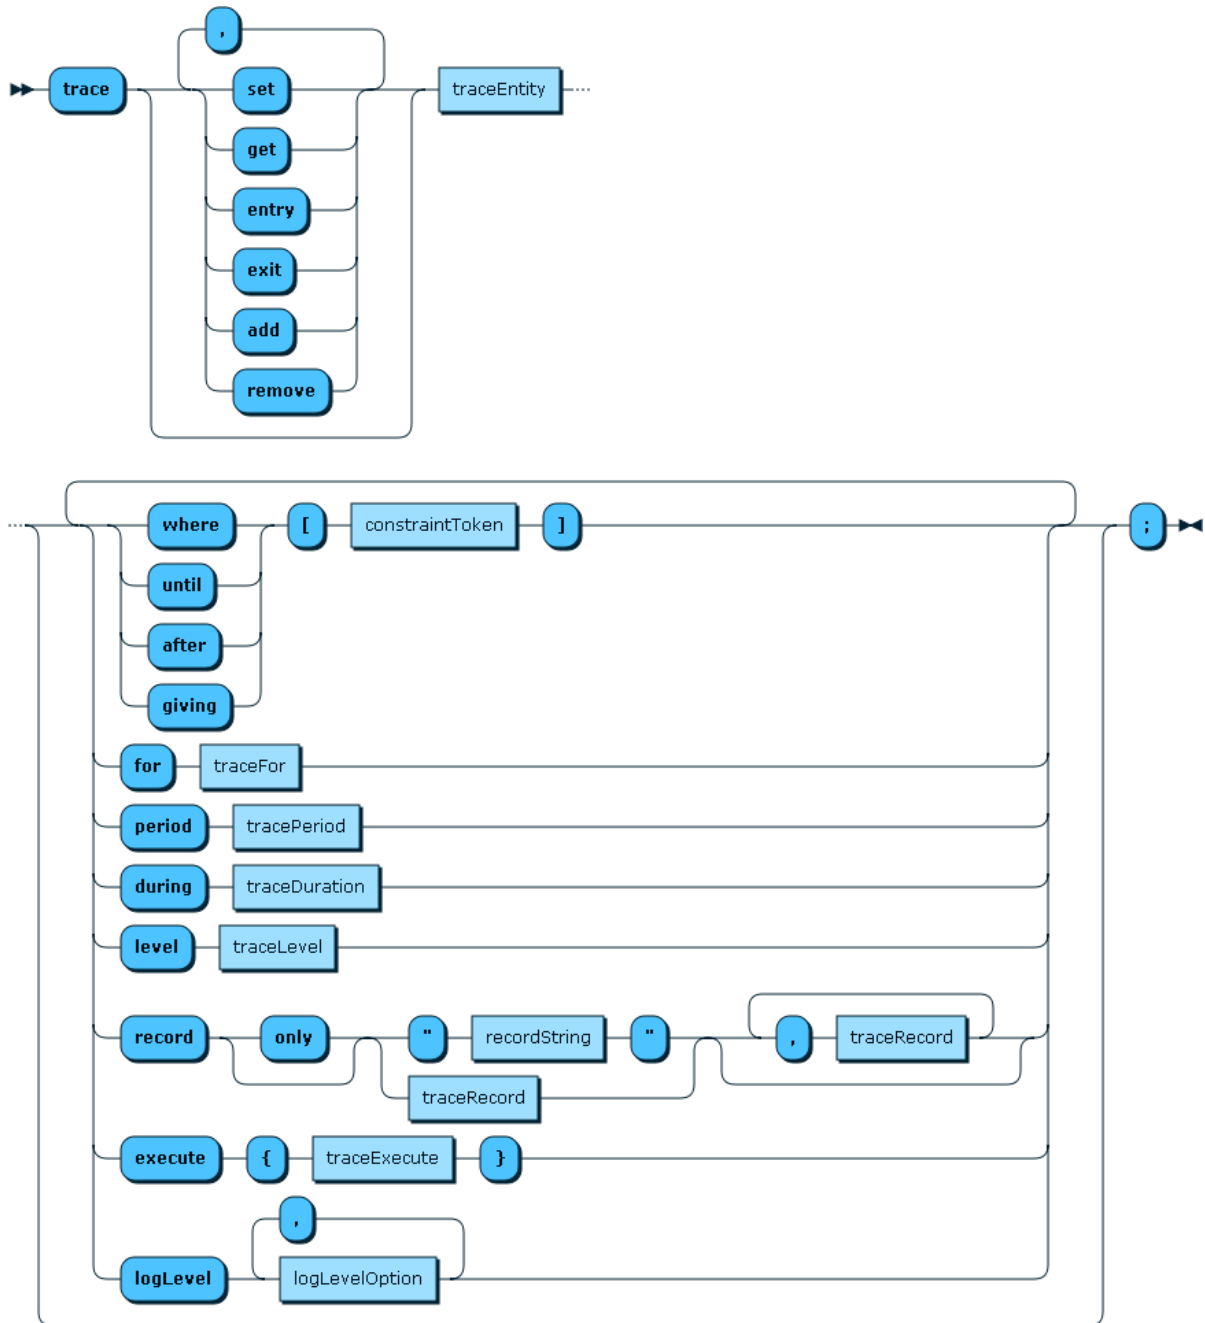 ,
trace set traceEntity
get
entry
exit
add
remove
where [ constraintToken ] ;
until
after
giving
for traceFor
period tracePeriod
during traceDuration
level traceLevel
record only " recordString " , traceRecord
traceRecord
execute { traceExecute }
,
logLevel logLevelOption